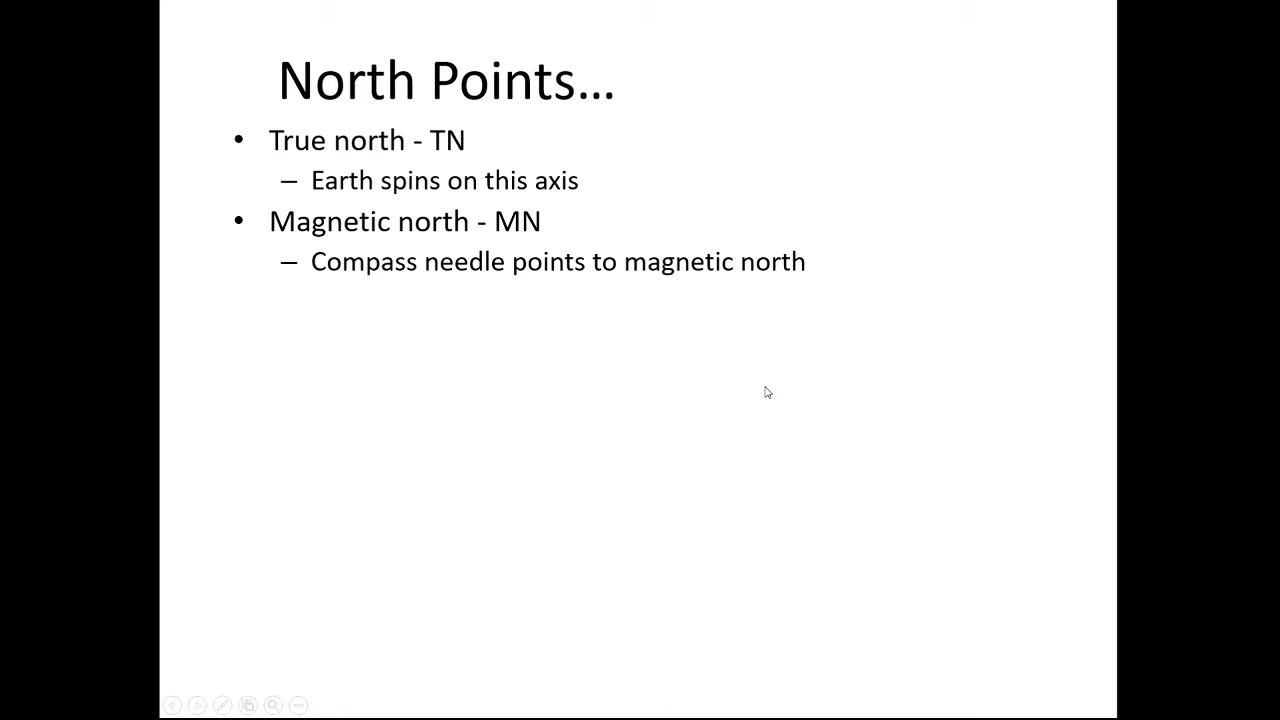 North Points...
• True north - TN
– Earth spins on this axis
• Magnetic north - MN
– Compass needle points to magnetic north